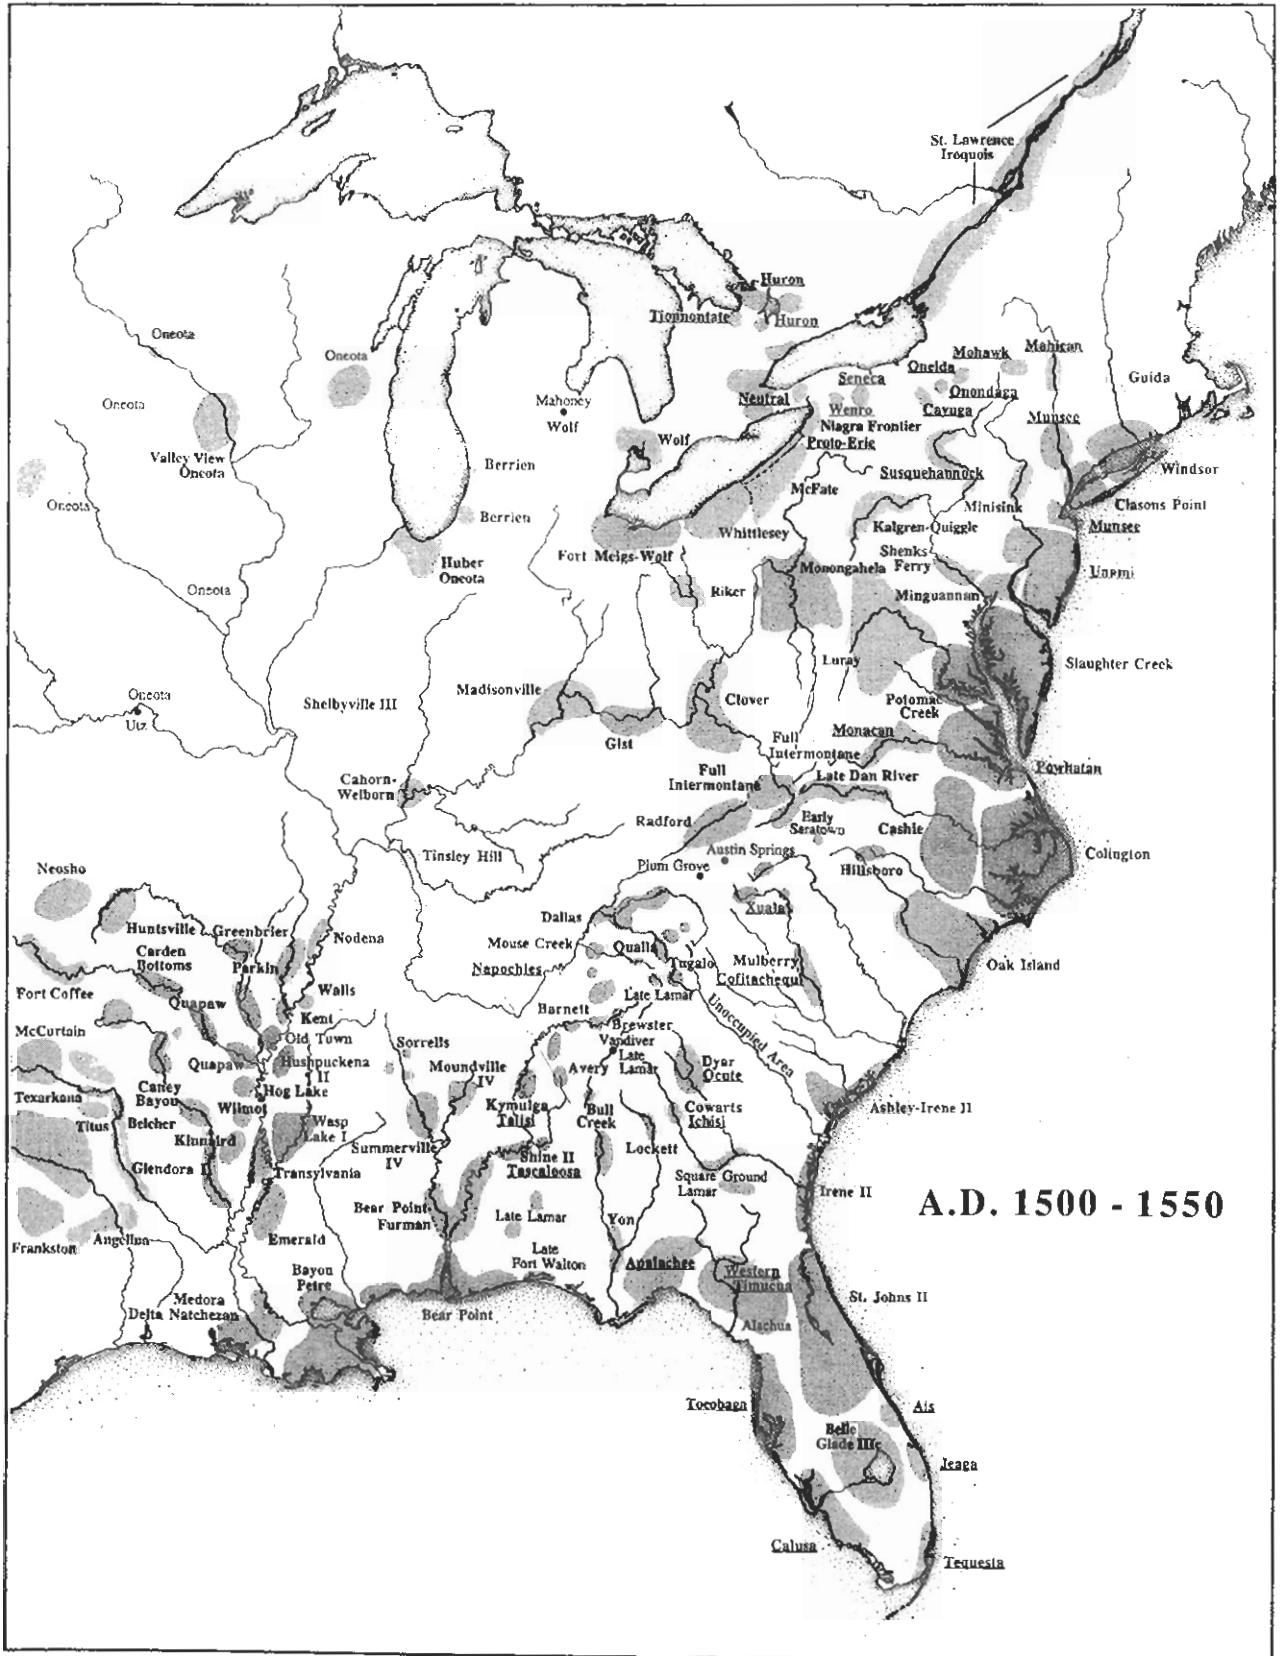 St. Lawrence
Iroquois
Huron
Tionnontate
Huron
Oneota
Oneota
Mohawk
Mahican
Oneida
Seneca
Onondaga
Guida
Oneota
Mahoney
Wolf
Neutral
Wenro
Cayuga
Munsee
Niagra Frontier
Proto-Erie
Wolf
Valley View
Oneota
Berrien
Susquehannock
Windsor
McFate
Oneota
Berrien
Minisink
Clasons Point
Whittlesey
Kalgren-Quiggle
Munsee
Fort Meigs-Wolf
Shenks
Ferry
Huber
Oneota
Monongahela
Unami
Oneota
Riker
Minguannan
Luray
Slaughter Creek
Oneota
Utz
Shelbyville III
Madisonville
Clover
Potomac
Creek
Gist
Full
Intermontane
Monacan
Full
Intermontane
Powhatan
Cahorn-
Welborn
Late Dan River
Radford
Early
Saratown
Cashie
Tinsley Hill
Austin Springs
Plum Grove
Hillsboro
Colington
Neosho
Xuala
Dallas
Huntsville
Greenbrier
Nodena
Mouse Creek
Qualla
Carden
Bottoms
Parkin
Napochies
Tugalo
Mulberry
Cofitachequi
Oak Island
Fort Coffee
Quapaw
Walls
Late Lamar
Kent
Barnett
Unoccupied Area
McCurtain
Old Town
Sorrells
Brewster
Vandiver
Late
Lamar
Quapaw
Hushpuckena
II
Moundville
IV
Avery
Dyar
Ocute
Caney
Bayou
Hog Lake
Texarkana
Wilmot
Kymulga
Talisi
Bull
Creek
Cowarts
Ichisi
Ashley-Irene II
Titus
Belcher
Kinnaird
Wasp
Lake I
Summerville
IV
Lockett
Glendora I
Transylvania
Shine II
Tascaloosa
Square Ground
Lamar
Irene II
A.D. 1500 - 1550
Bear Point-
Furman
Late Lamar
Yon
Frankston
Angelina
Emerald
Late
Fort Walton
Apalachee
Western
Timucua
Bayou
Petre
St. Johns II
Medora
Delta Natchezan
Bear Point
Alachua
Tocobaga
Ais
Belle
Glade IIIc
Jeaga
Calusa
Tequesta